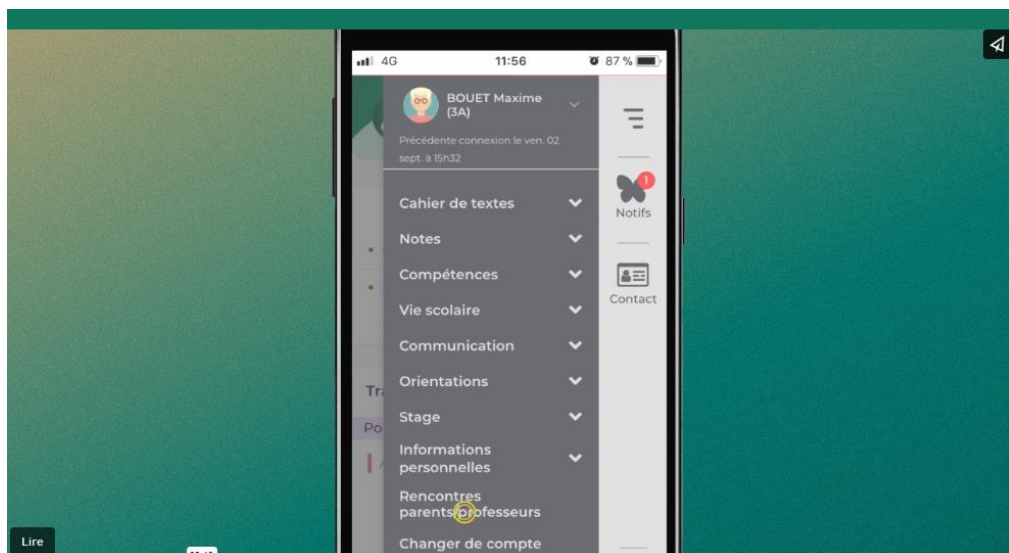 4G 11:56 87 %
BOUET Maxime
(3A)
Précédente connexion le ven. 02
sept. à 15h32
Cahier de textes
Notes
Compétences
Vie scolaire
Communication
Orientations
Stage
Informations
personnelles
Rencontres
parents/professeurs
Changer de compte
1
Notifs
Contact
Lire